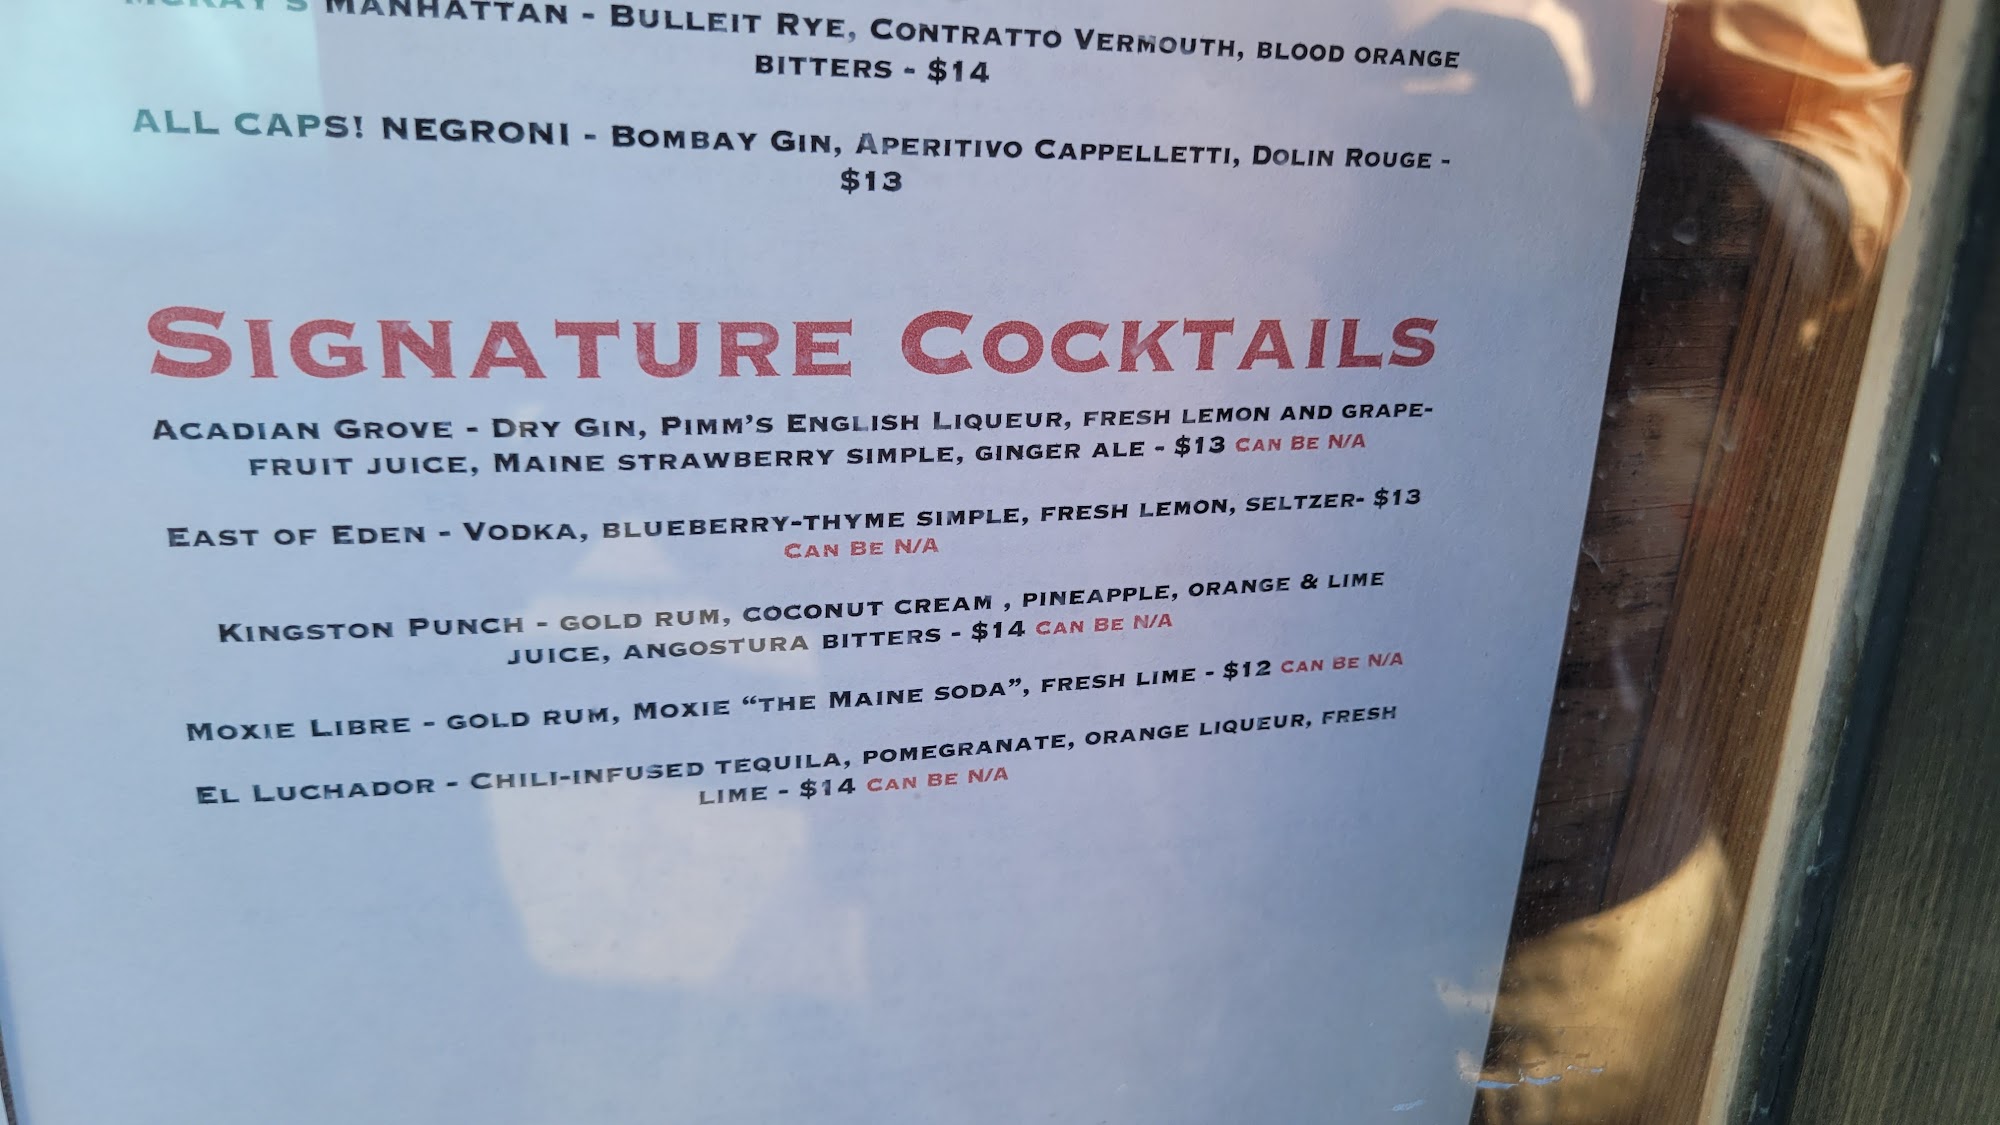 MCKAY'S MANHATTAN - BULLEIT RYE, CONTRATTO VERMOUTH, BLOOD ORANGE
BITTERS - $14
ALL CAPS! NEGRONI - BOMBAY GIN, APERITIVO CAPPELLETTI, DOLIN ROUGE -
$13
SIGNATURE COCKTAILS
ACADIAN GROVE - DRY GIN, PIMM'S ENGLISH LIQUEUR, FRESH LEMON AND GRAPE-
FRUIT JUICE, MAINE STRAWBERRY SIMPLE, GINGER ALE - $13 CAN BE N/A
EAST OF EDEN - VODKA, BLUEBERRY-THYME SIMPLE, FRESH LEMON, SELTZER- $13
CAN BE N/A
KINGSTON PUNCH - GOLD RUM, COCONUT CREAM , PINEAPPLE, ORANGE & LIME
JUICE, ANGOSTURA BITTERS - $14 CAN BE N/A
MOXIE LIBRE - GOLD RUM, MOXIE “THE MAINE SODA”, FRESH LIME - $12 CAN BE N/A
EL LUCHADOR - CHILI-INFUSED TEQUILA, POMEGRANATE, ORANGE LIQUEUR, FRESH
LIME - $14 CAN BE N/A